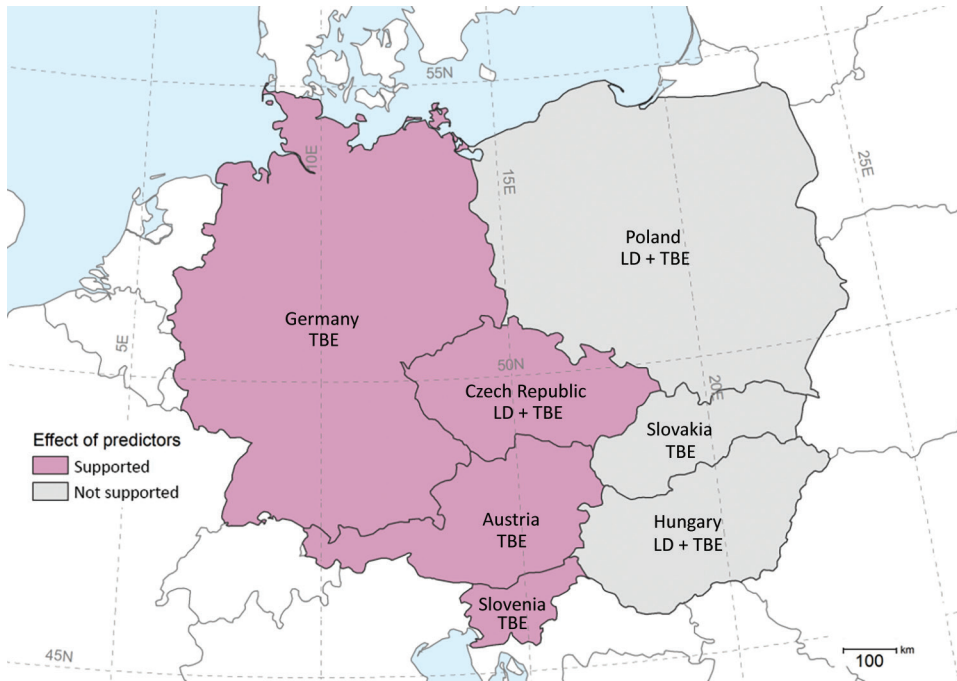 55N
10E
15E
25E
Poland
LD + TBE
Germany
TBE
5E
50N
20E
Czech Republic
LD + TBE
Slovakia
TBE
Effect of predictors
Supported
Not supported
Austria
TBE
Hungary
LD + TBE
Slovenia
TBE
45N
100 km